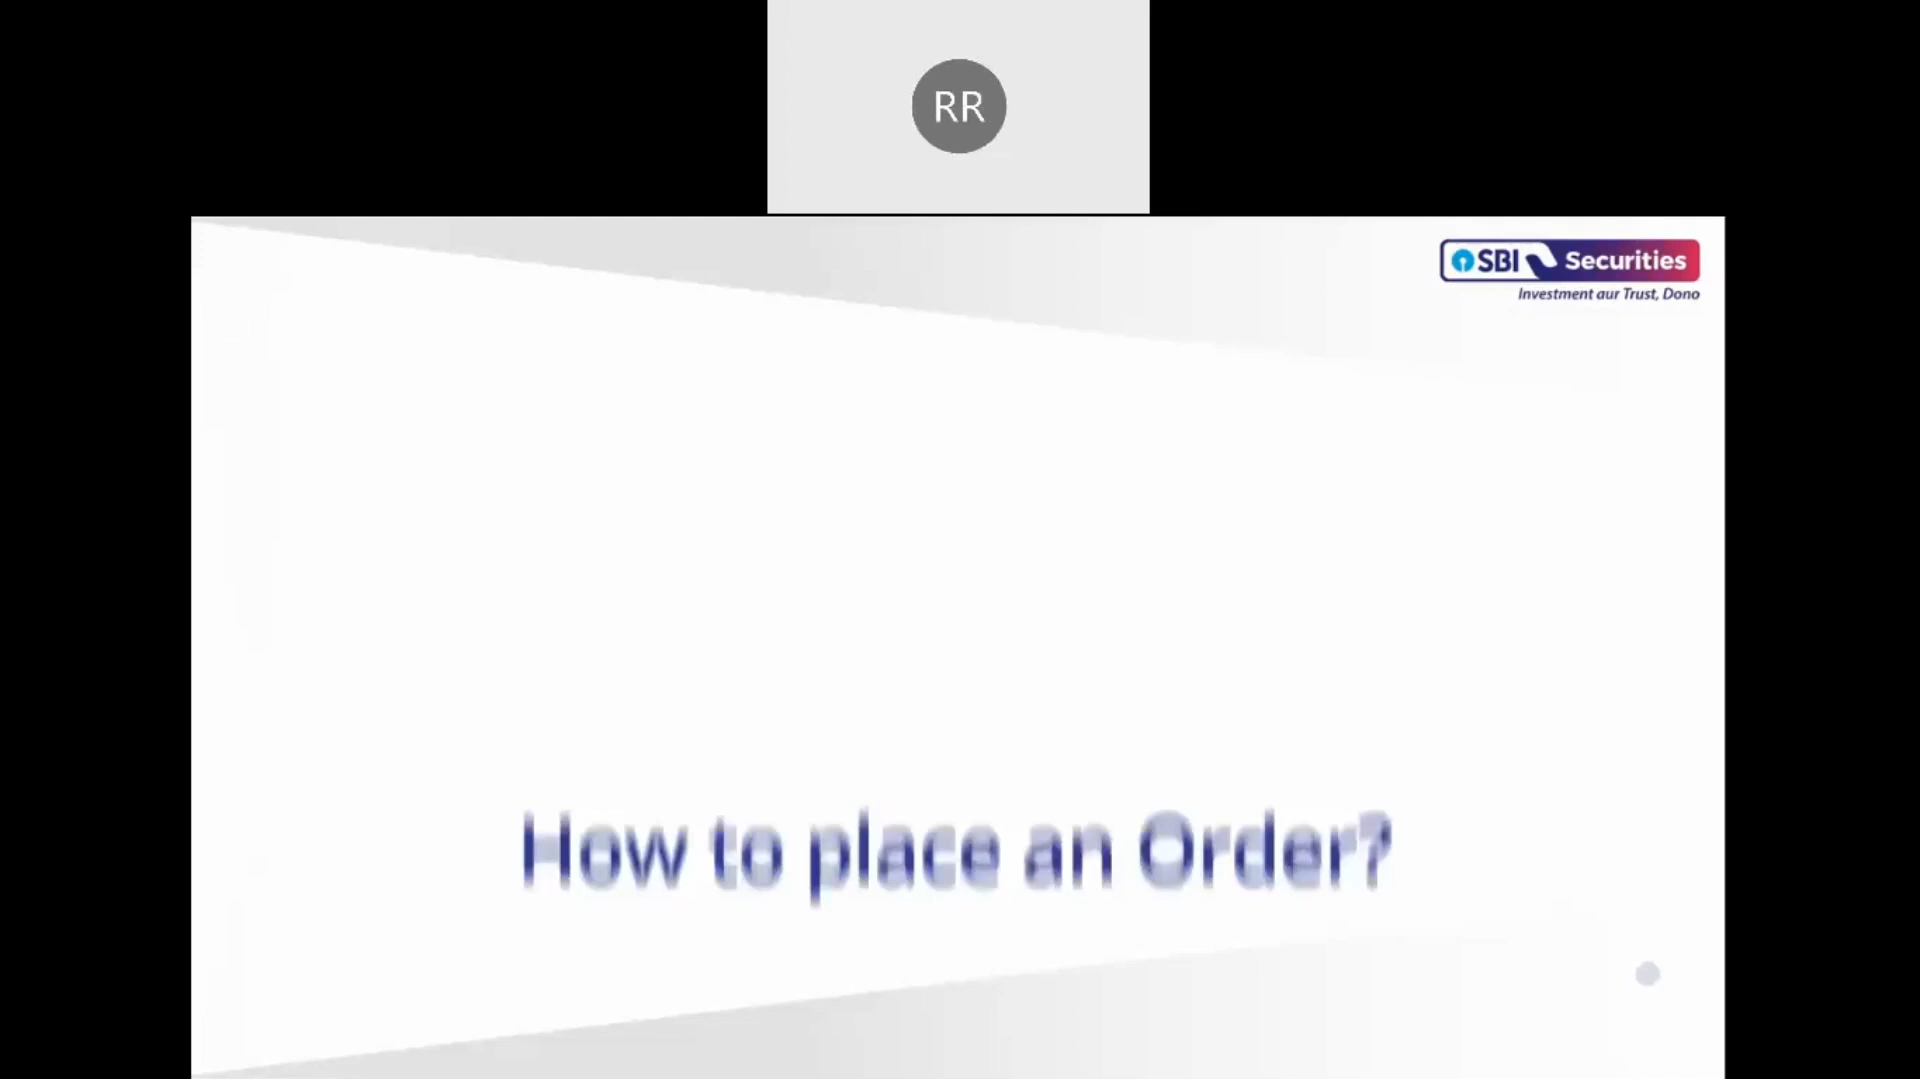 RR
SBI Securities
Investment aur Trust, Dono
How to place an Order?